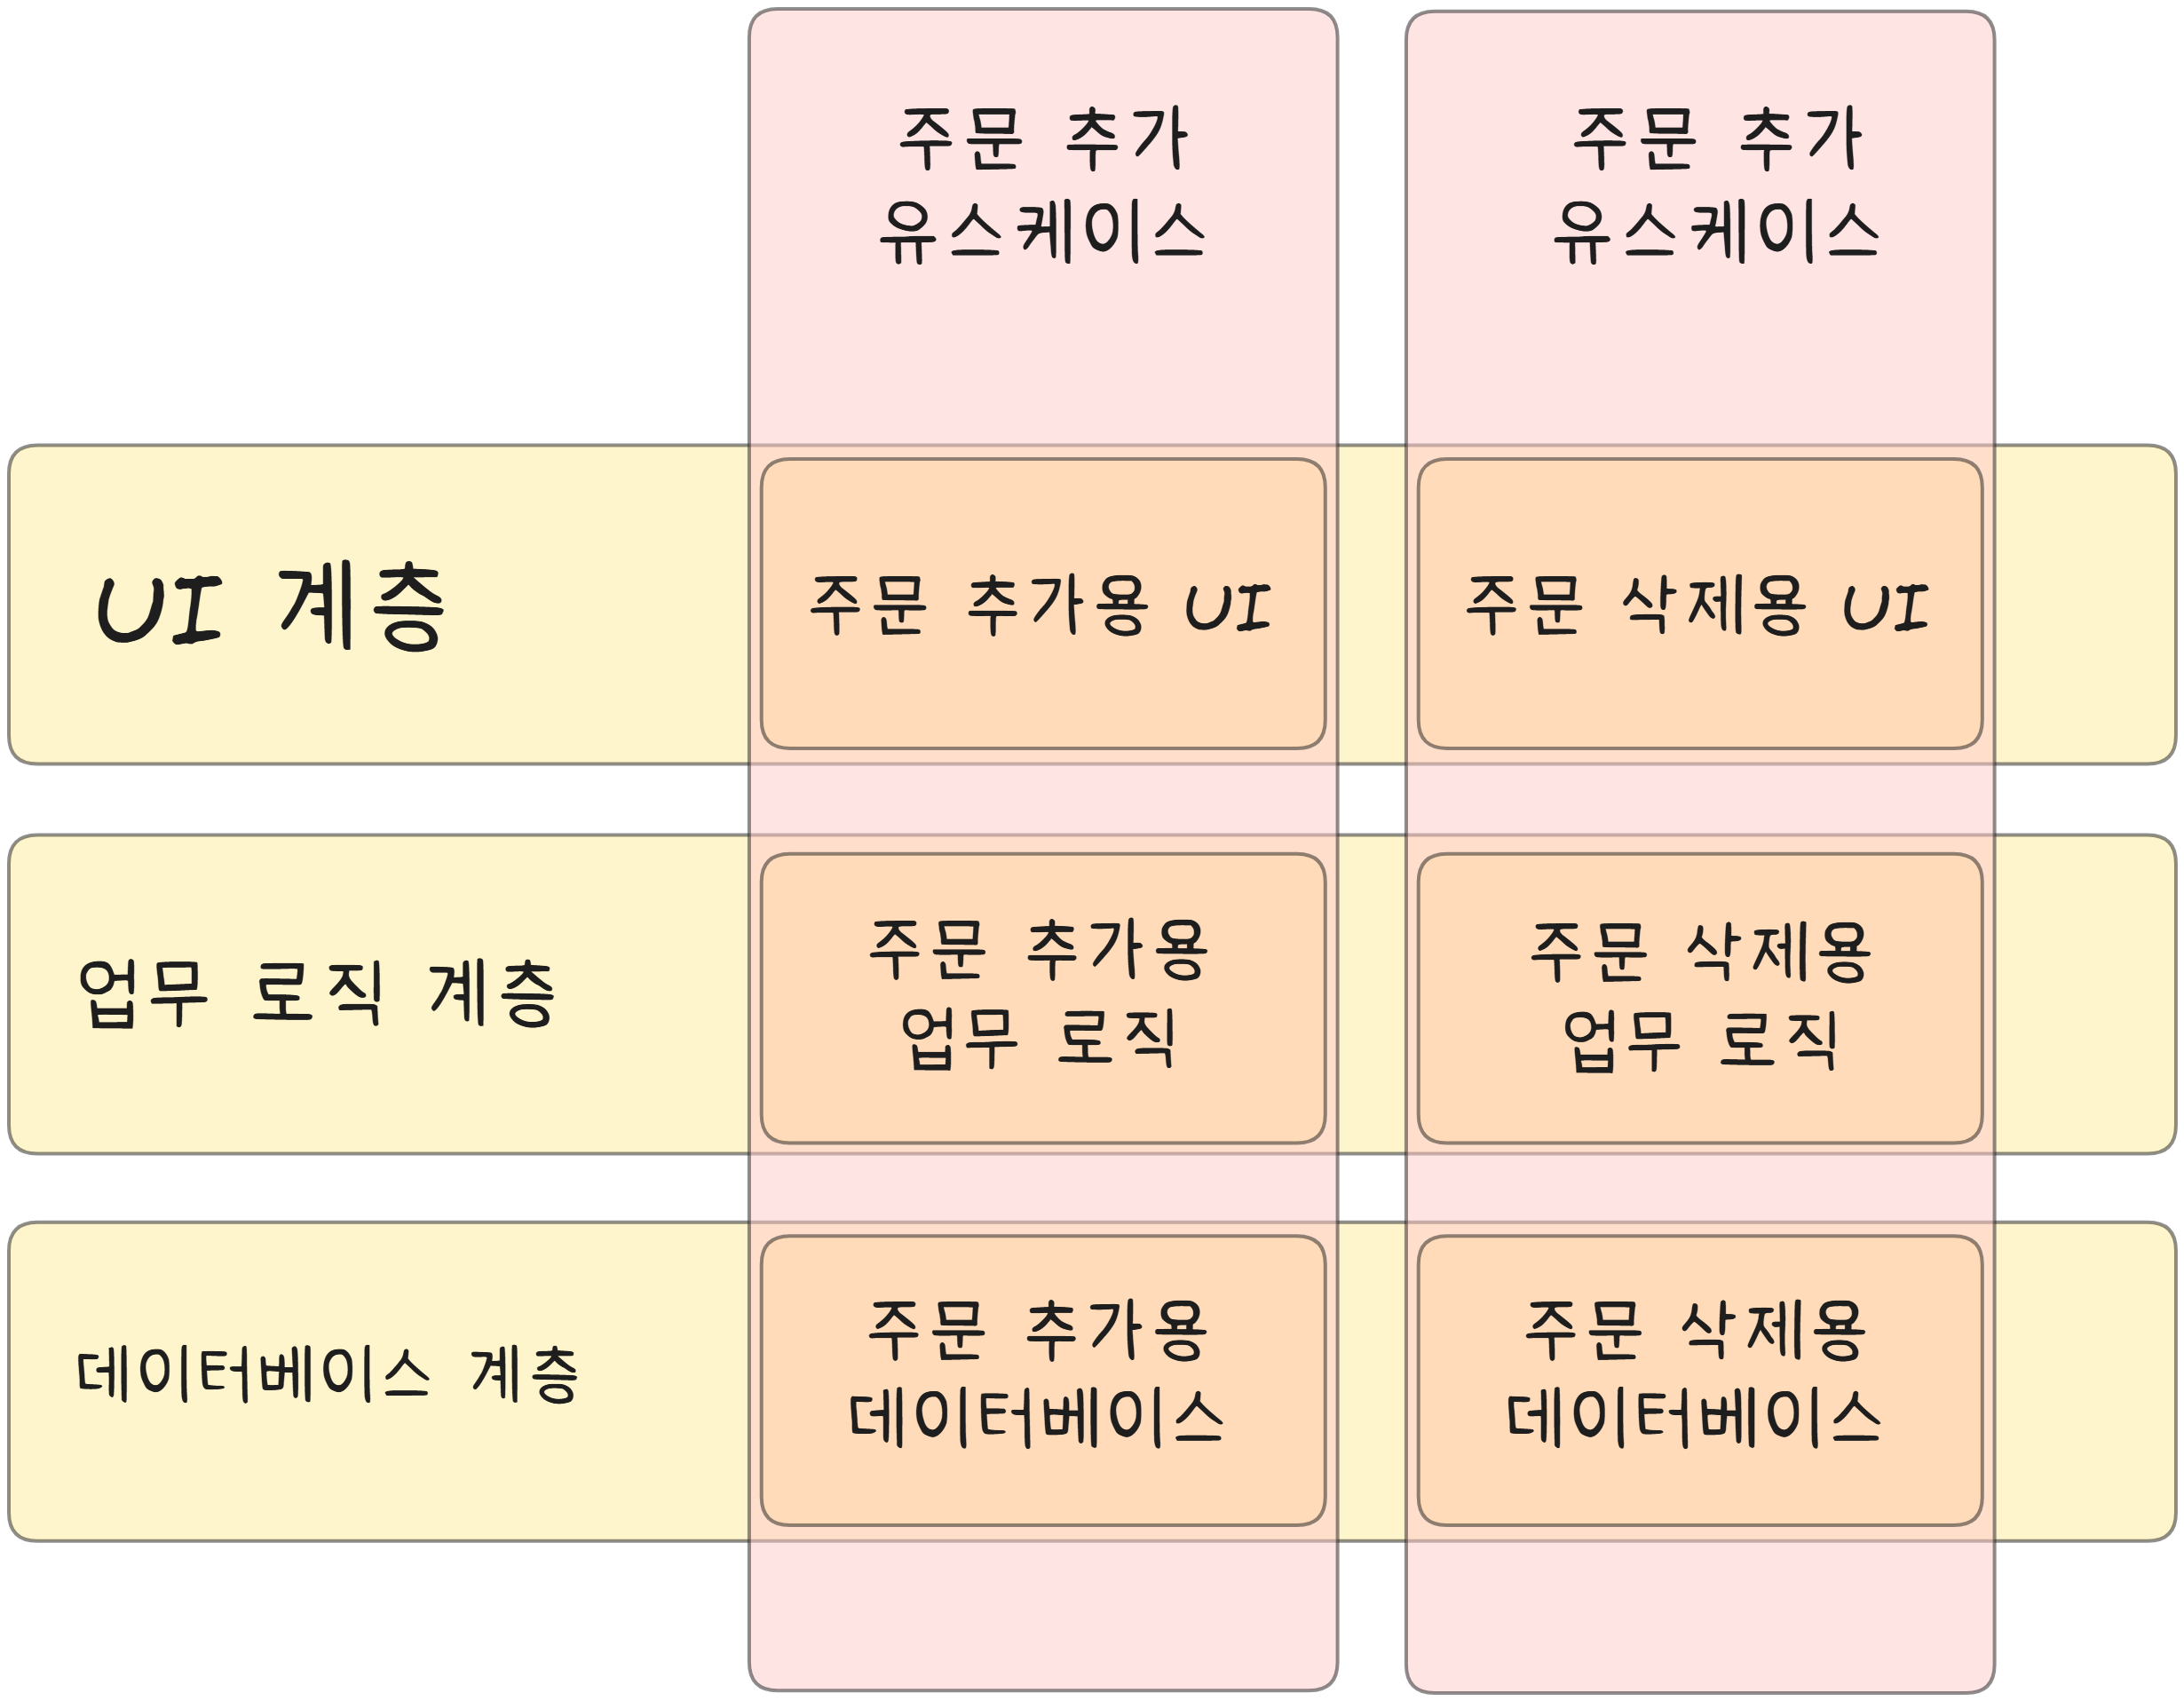 주문 추가
유스케이스
주문 추가
유스케이스
UI 계층
주문 추가용 UI
주문 삭제용 UI
업무 로직 계층
주문 추가용
업무 로직
주문 삭제용
업무 로직
데이터베이스 계층
주문 추가용
데이터베이스
주문 삭제용
데이터베이스